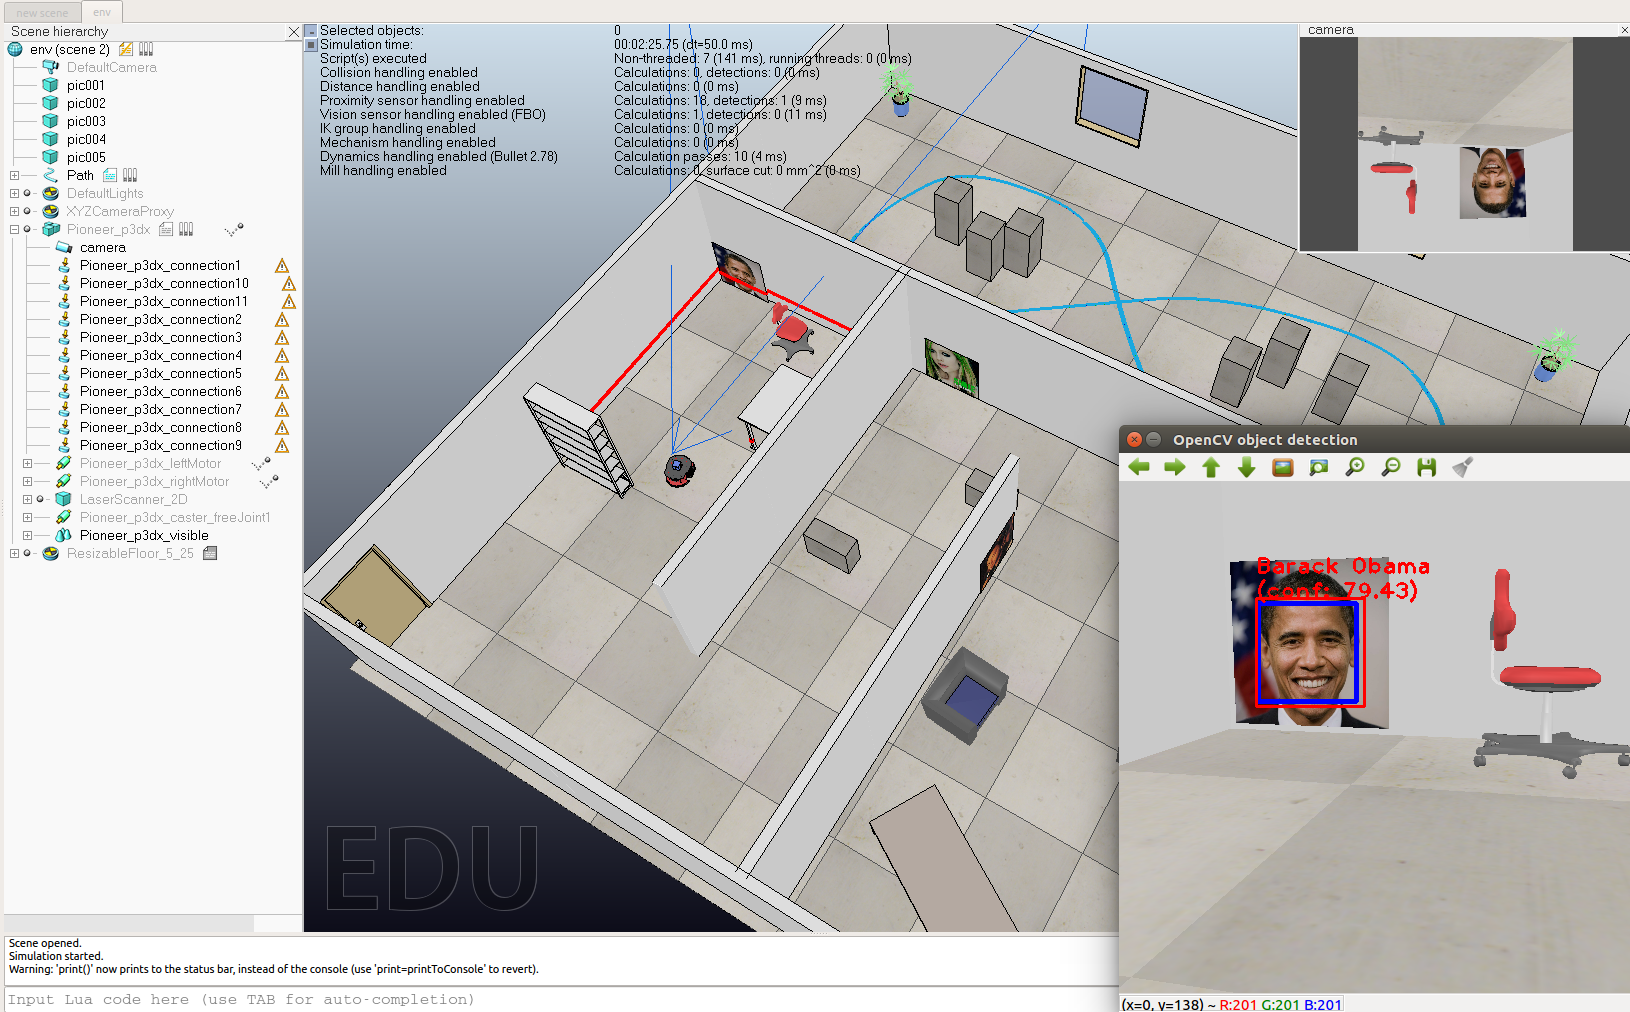 new scene
env
Scene hierarchy
env (scene 2)
DefaultCamera
pic001
pic002
pic003
pic004
pic005
Path
DefaultLights
XYZCameraProxy
Pioneer_p3dx
camera
Pioneer_p3dx_connection1
Pioneer_p3dx_connection10
Pioneer_p3dx_connection11
Pioneer_p3dx_connection2
Pioneer_p3dx_connection3
Pioneer_p3dx_connection4
Pioneer_p3dx_connection5
Pioneer_p3dx_connection6
Pioneer_p3dx_connection7
Pioneer_p3dx_connection8
Pioneer_p3dx_connection9
Pioneer_p3dx_leftMotor
Pioneer_p3dx_rightMotor
LaserScanner_2D
Pioneer_p3dx_caster_freeJoint1
Pioneer_p3dx_visible
ResizableFloor_5_25
Selected objects: 0
Simulation time: 00:02:25.75 (dt=50.0 ms)
Script(s) executed Non-threaded: 7 (141 ms), running threads: 0 (0 ms)
Collision handling enabled Calculations: 0, detections: 0 (0 ms)
Distance handling enabled Calculations: 0 (0 ms)
Proximity sensor handling enabled Calculations: 18, detections: 1 (9 ms)
Vision sensor handling enabled (FBO) Calculations: 1, detections: 0 (11 ms)
IK group handling enabled Calculations: 0 (0 ms)
Mechanism handling enabled Calculations: 0 (0 ms)
Dynamics handling enabled (Bullet 2.78) Calculation passes: 10 (4 ms)
Mill handling enabled Calculations: 0, surface cut: 0 mm^2 (0 ms)
camera
EDU
OpenCV object detection
Barack Obama
(conf: 79.43)
(x=0, y=138) ~ R:201 G:201 B:201
Scene opened.
Simulation started.
Warning: 'print()' now prints to the status bar, instead of the console (use 'print=printToConsole' to revert).
Input Lua code here (use TAB for auto-completion)